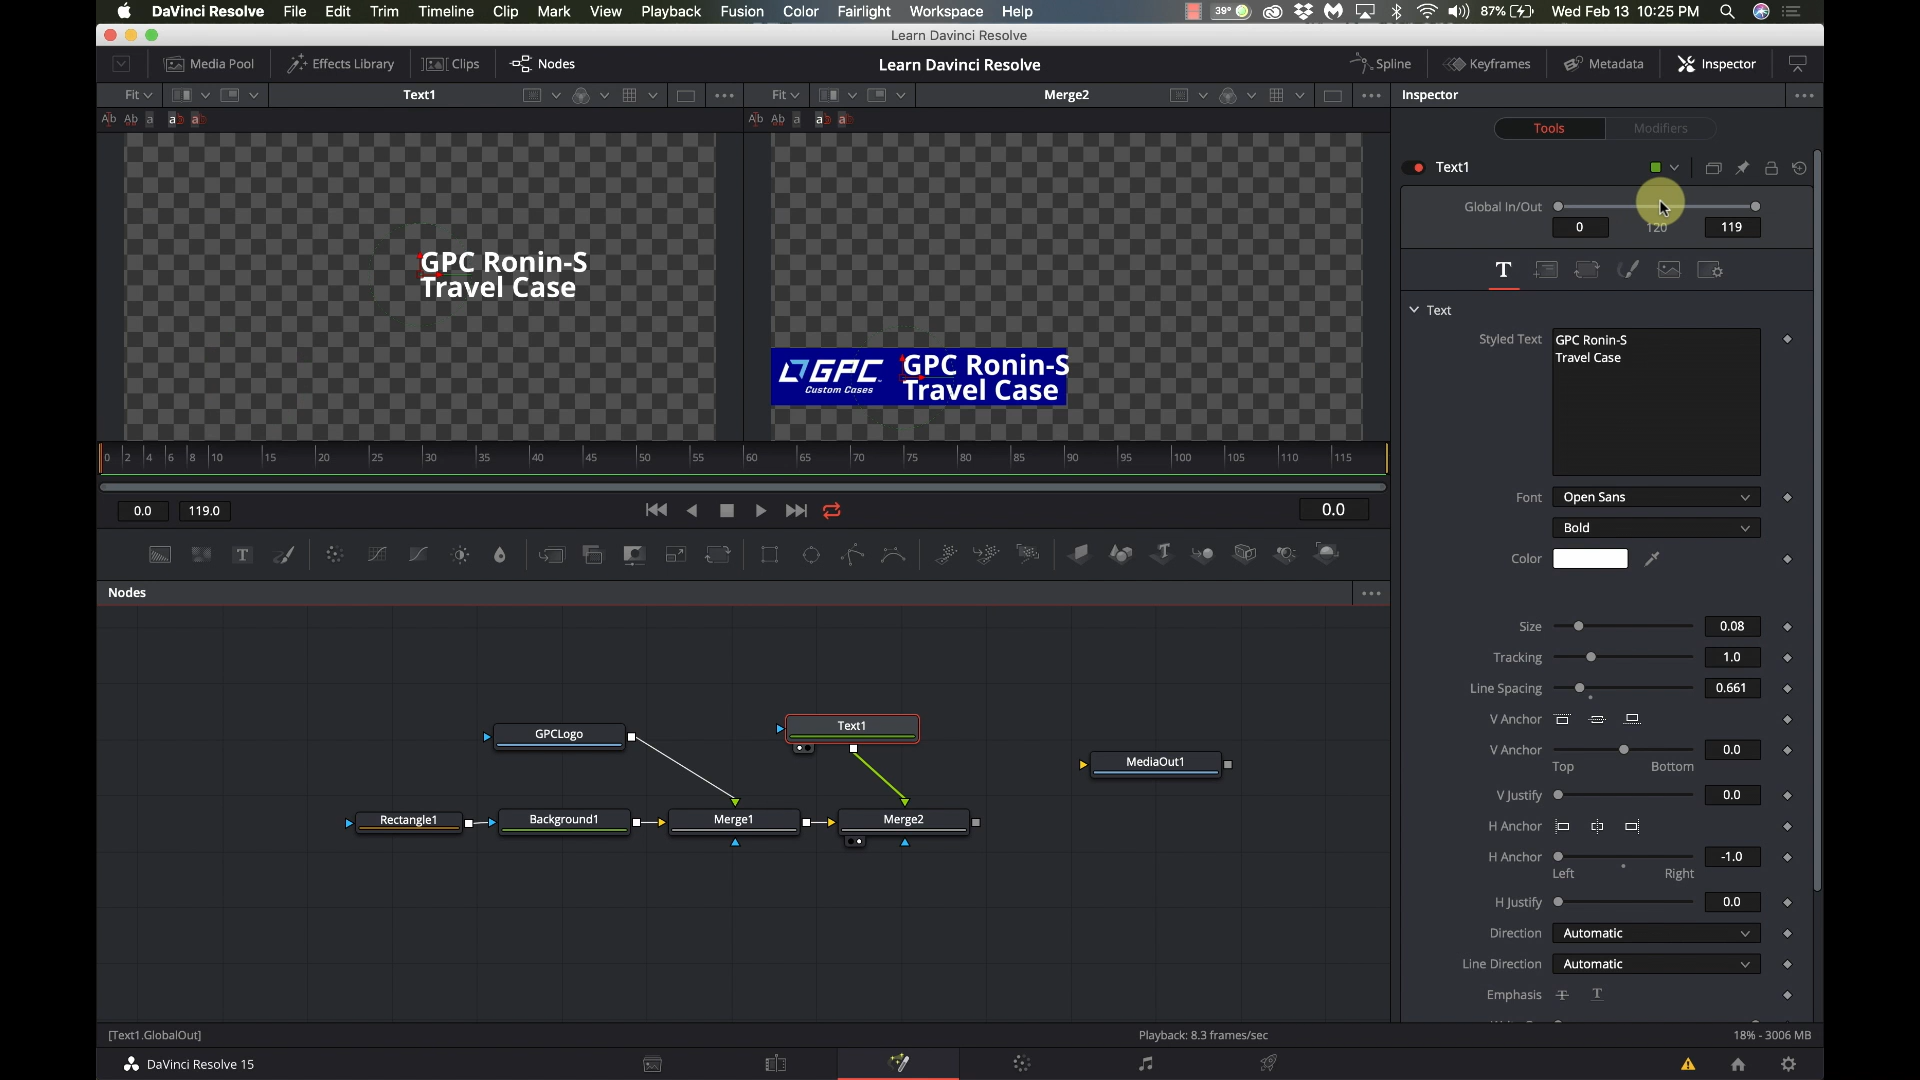 DaVinci Resolve File Edit Trim Timeline Clip Mark View Playback Fusion Color Fairlight Workspace Help 39° 87% Wed Feb 13 10:25 PM
Learn Davinci Resolve
Media Pool Effects Library Clips Nodes Learn Davinci Resolve Spline Keyframes Metadata Inspector
Fit Text1 Fit Merge2 Inspector
Tools Modifiers
Text1
Global In/Out
0 120 119
GPC Ronin-S
Travel Case
GPC
Custom Cases
GPC Ronin-S
Travel Case
Text
Styled Text GPC Ronin-S
Travel Case
0 2 4 6 8 10 15 20 25 30 35 40 45 50 55 60 65 70 75 80 85 90 95 100 105 110 115
0.0 119.0 0.0
Font Open Sans
Bold
Color
Size 0.08
Tracking 1.0
Line Spacing 0.661
V Anchor
V Anchor 0.0
Top Bottom
V Justify 0.0
H Anchor
H Anchor -1.0
Left Right
H Justify 0.0
Direction Automatic
Line Direction Automatic
Emphasis
Nodes
GPCLogo
Text1
MediaOut1
Rectangle1 Background1 Merge1 Merge2
[Text1.GlobalOut] Playback: 8.3 frames/sec 18% - 3006 MB
DaVinci Resolve 15